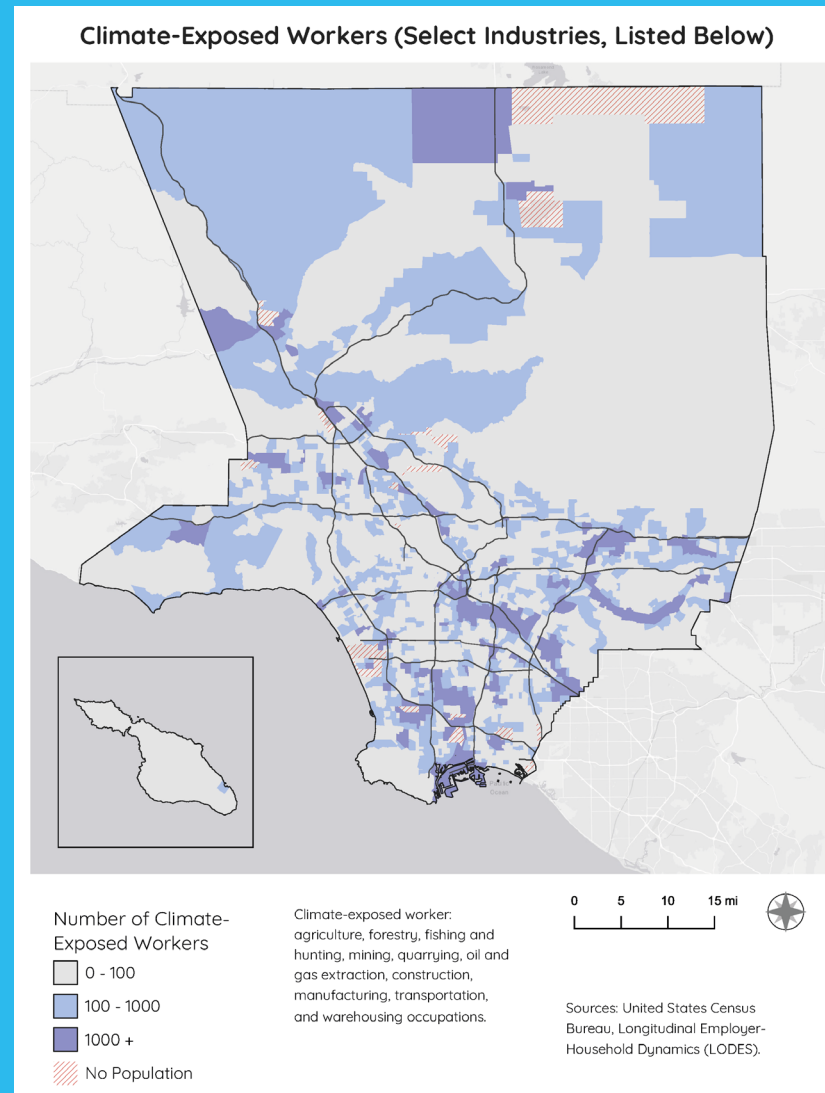 Climate-Exposed Workers (Select Industries, Listed Below)
Ocean
Number of Climate-
Exposed Workers
0 - 100
100 - 1000
1000 +
No Population
Climate-exposed worker:
agriculture, forestry, fishing and
hunting, mining, quarrying, oil and
gas extraction, construction,
manufacturing, transportation,
and warehousing occupations.
0 5 10 15 mi
Sources: United States Census
Bureau, Longitudinal Employer-
Household Dynamics (LODES).